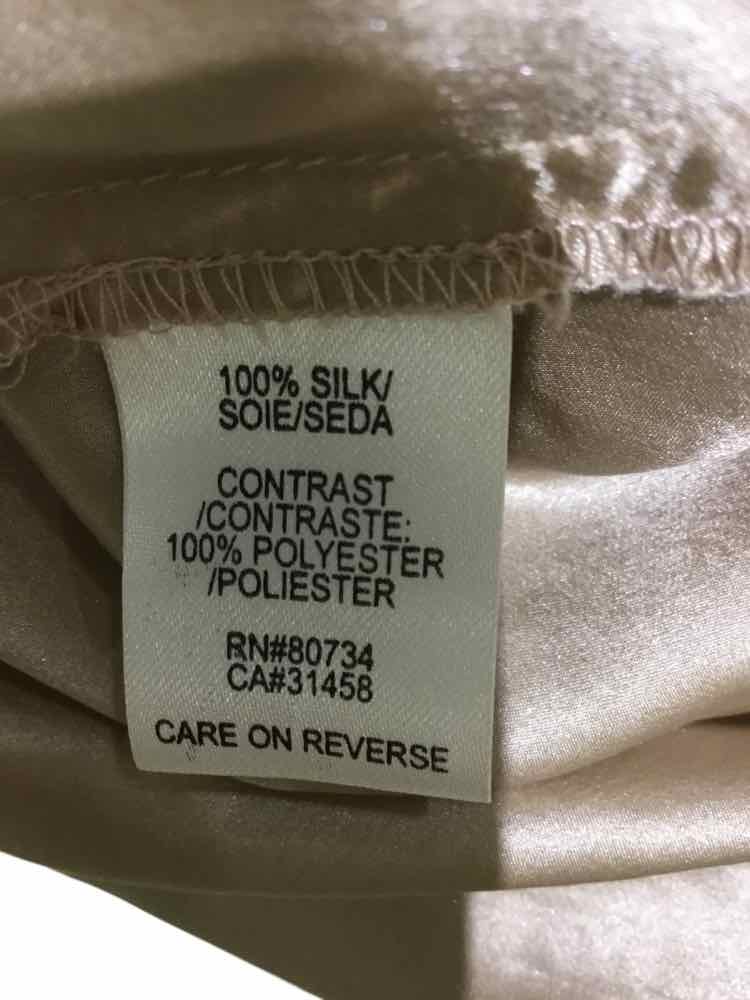 100% SILK/
SOIE/SEDA
CONTRAST
/CONTRASTE:
100% POLYESTER
/POLIESTER
RN#80734
CA#31458
CARE ON REVERSE